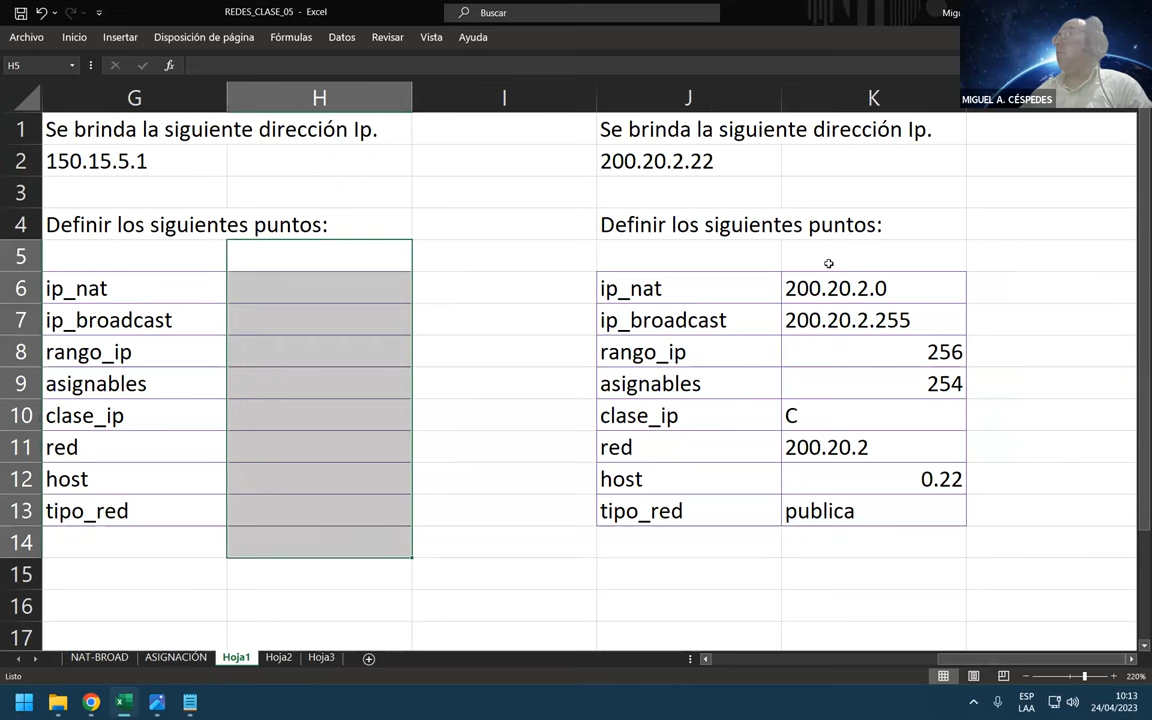 REDES_CLASE_05 - Excel
Buscar
Archivo Inicio Insertar Disposición de página Fórmulas Datos Revisar Vista Ayuda
H5
fx
MIGUEL A. CÉSPEDES
G H I J K
1 Se brinda la siguiente dirección Ip. Se brinda la siguiente dirección Ip.
2 150.15.5.1 200.20.2.22
3
4 Definir los siguientes puntos: Definir los siguientes puntos:
5
6 ip_nat ip_nat 200.20.2.0
7 ip_broadcast ip_broadcast 200.20.2.255
8 rango_ip rango_ip 256
9 asignables asignables 254
10 clase_ip clase_ip C
11 red red 200.20.2
12 host host 0.22
13 tipo_red tipo_red publica
14
15
16
17
NAT-BROAD ASIGNACIÓN Hoja1 Hoja2 Hoja3
Listo 220%
ESP 10:13
LAA 24/04/2023